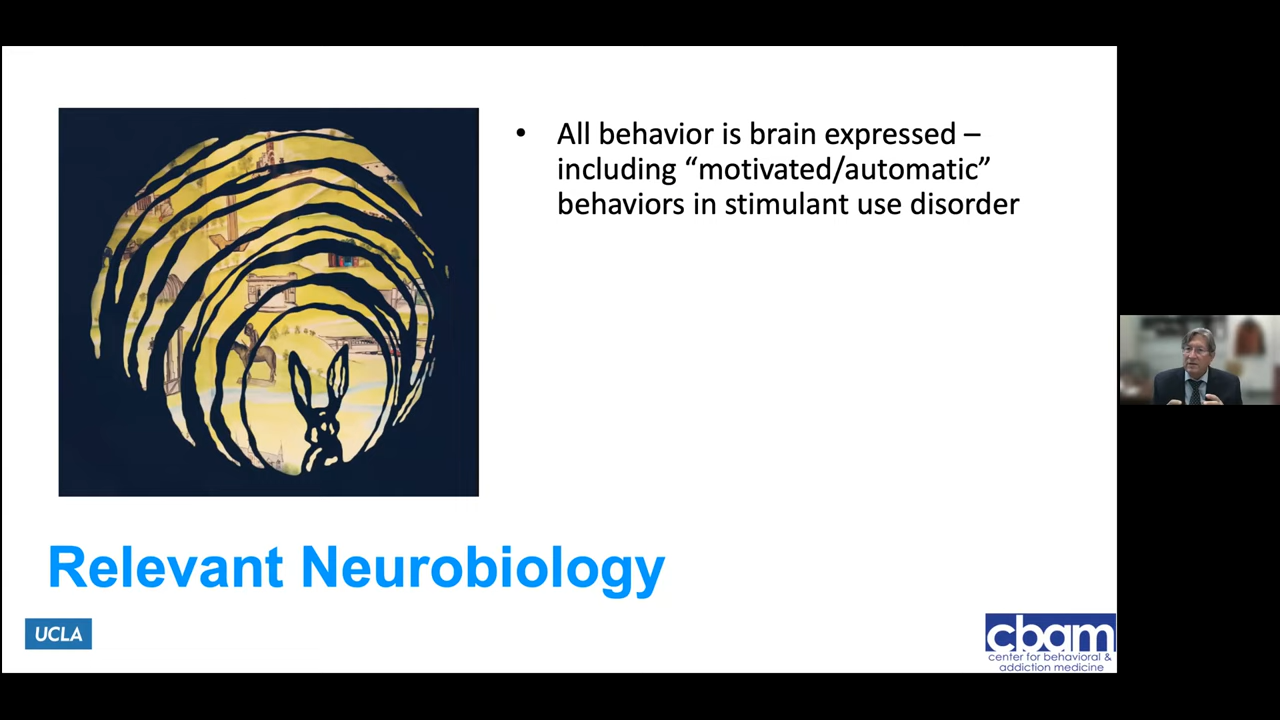 • All behavior is brain expressed –
including “motivated/automatic”
behaviors in stimulant use disorder
Relevant Neurobiology
UCLA
cbam
center for behavioral &
addiction medicine